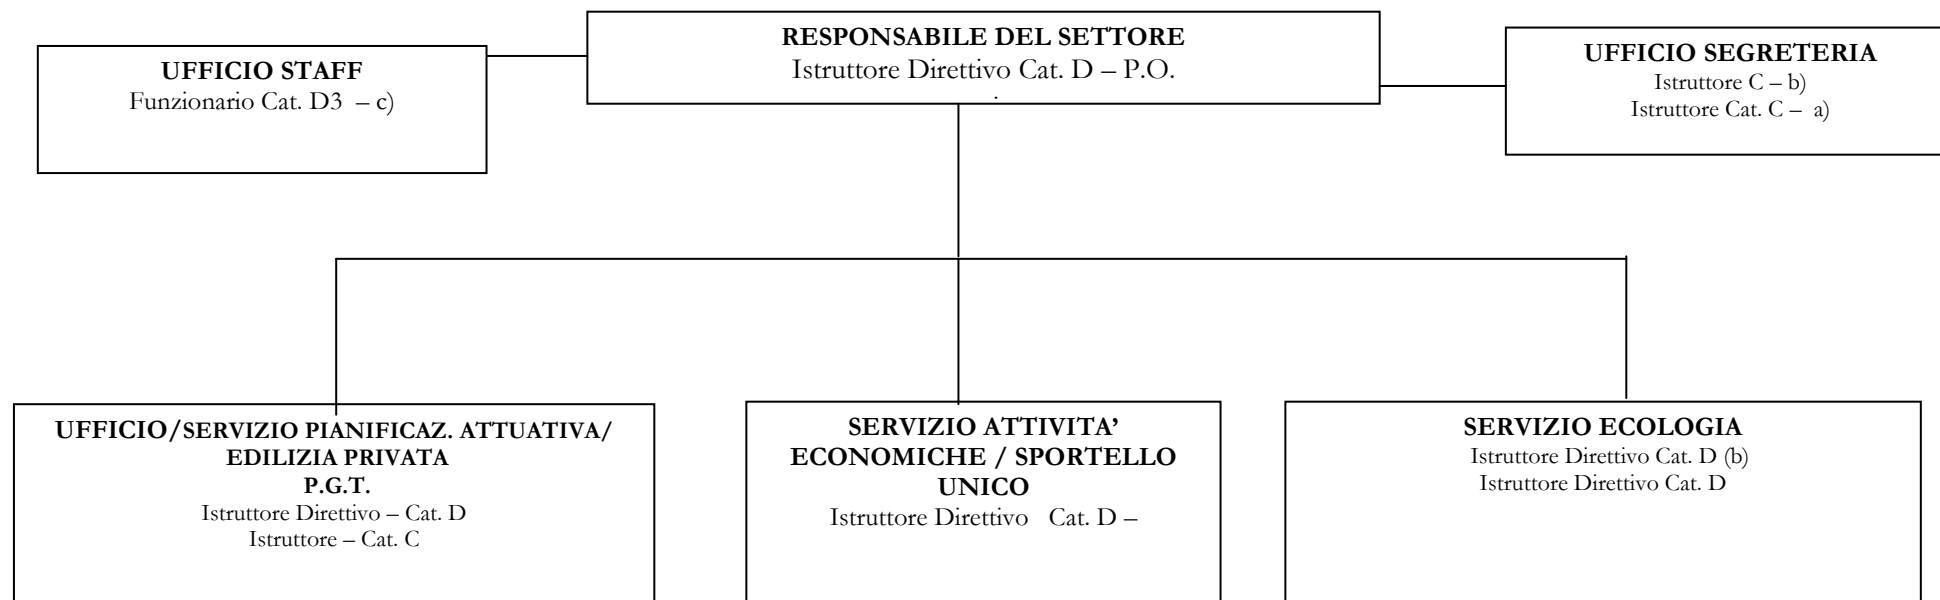 UFFICIO STAFF
Funzionario Cat. D3 – c)
RESPONSABILE DEL SETTORE
Istruttore Direttivo Cat. D – P.O.
.
UFFICIO SEGRETERIA
Istruttore C – b)
Istruttore Cat. C – a)
UFFICIO/SERVIZIO PIANIFICAZ. ATTUATIVA/
EDILIZIA PRIVATA
P.G.T.
Istruttore Direttivo – Cat. D
Istruttore – Cat. C
SERVIZIO ATTIVITA’
ECONOMICHE / SPORTELLO
UNICO
Istruttore Direttivo Cat. D –
SERVIZIO ECOLOGIA
Istruttore Direttivo Cat. D (b)
Istruttore Direttivo Cat. D